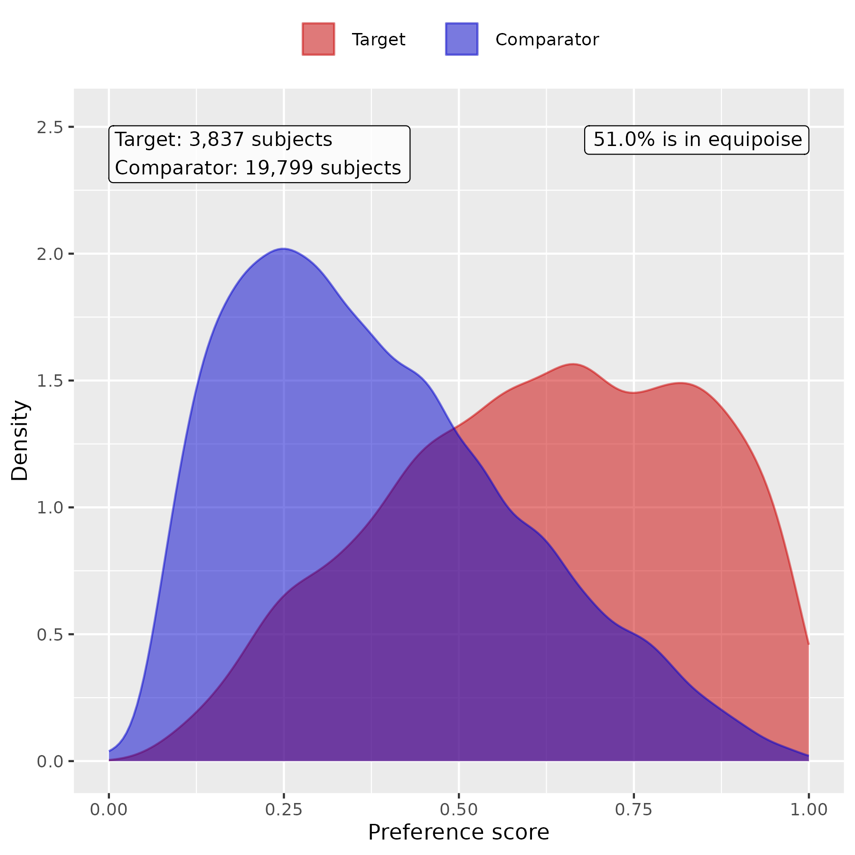 Target Comparator
Target: 3,837 subjects
Comparator: 19,799 subjects
51.0% is in equipoise
2.5
2.0
1.5
1.0
0.5
0.0
Density
0.00 0.25 0.50 0.75 1.00
Preference score